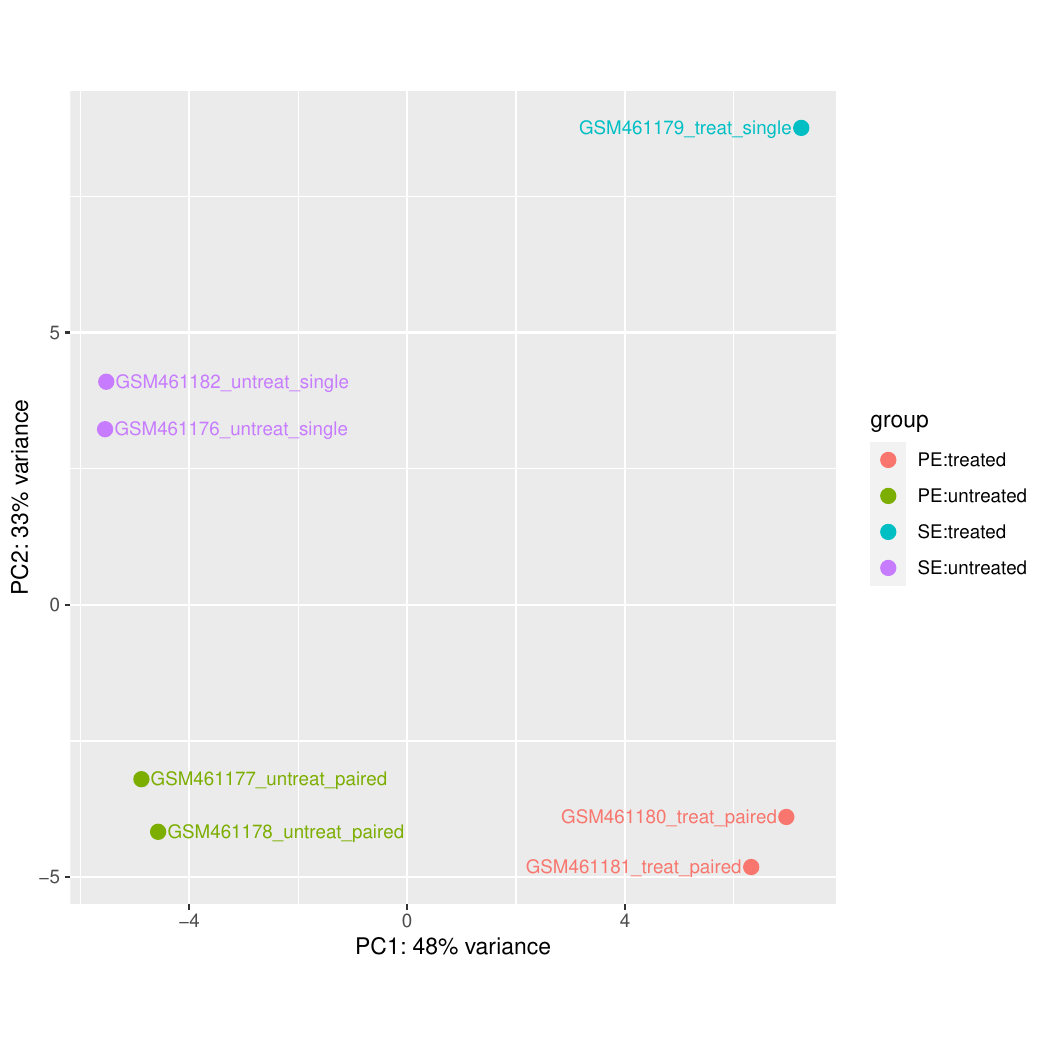 GSM461179_treat_single
5
GSM461182_untreat_single
GSM461176_untreat_single
PC2: 33% variance
group
PE:treated
PE:untreated
SE:treated
SE:untreated
0
GSM461177_untreat_paired
GSM461180_treat_paired
GSM461178_untreat_paired
GSM461181_treat_paired
−5
−4
0
4
PC1: 48% variance